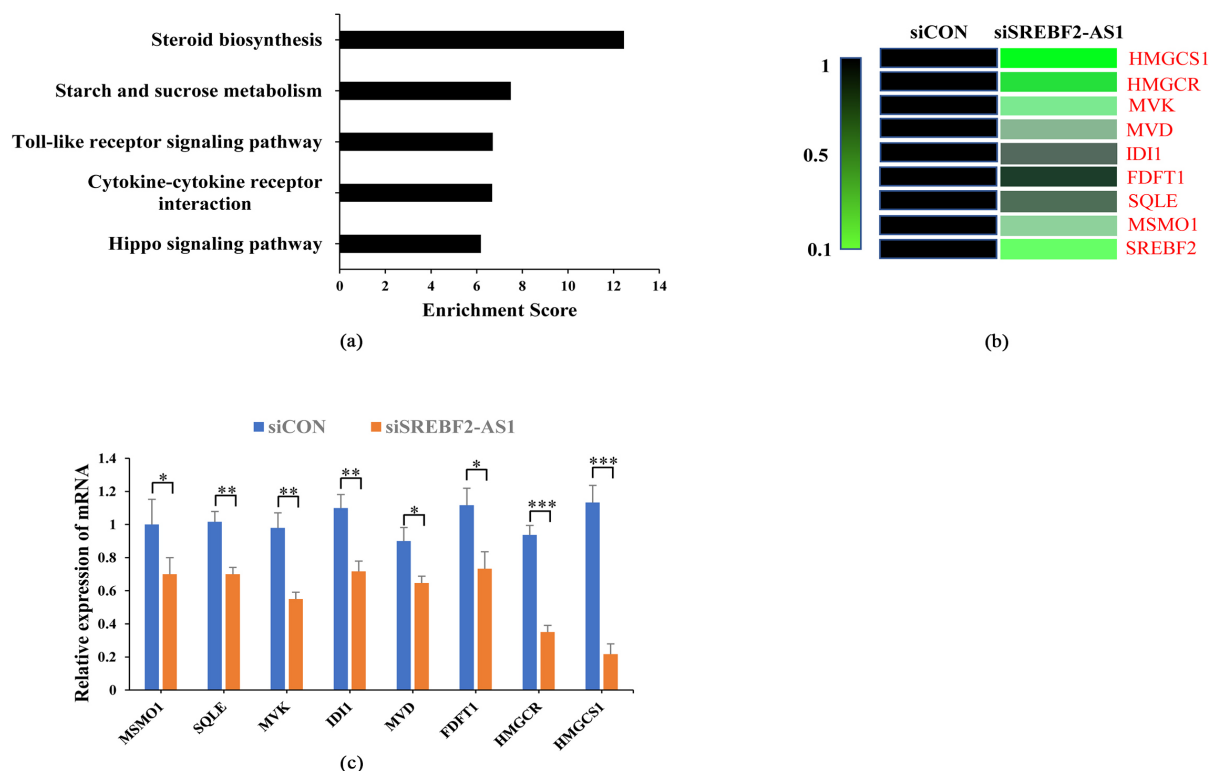 Steroid biosynthesis
Starch and sucrose metabolism
Toll-like receptor signaling pathway
Cytokine-cytokine receptor
interaction
Hippo signaling pathway
0 2 4 6 8 10 12 14
Enrichment Score
(a)
siCON siSREBF2-AS1
1
0.5
0.1
HMGCS1
HMGCR
MVK
MVD
IDI1
FDFT1
SQLE
MSMO1
SREBF2
(b)
siCON siSREBF2-AS1
Relative expression of mRNA
1.4
1.2
1
0.8
0.6
0.4
0.2
0
* ** ** ** * * *** ***
MSMO1 SQLE MVK IDI1 MVD FDFT1 HMGCR HMGCS1
(c)